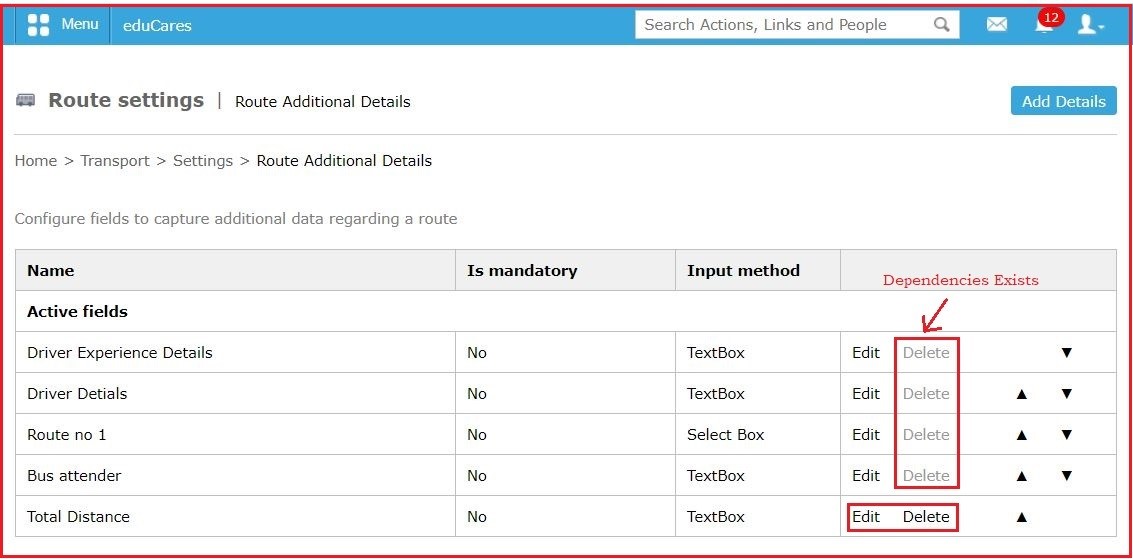 Menu eduCares Search Actions, Links and People 12
Route settings | Route Additional Details Add Details
Home > Transport > Settings > Route Additional Details
Configure fields to capture additional data regarding a route
Name Is mandatory Input method Dependencies Exists
Active fields
Driver Experience Details No TextBox Edit Delete ▼
Driver Detials No TextBox Edit Delete ▲ ▼
Route no 1 No Select Box Edit Delete ▲ ▼
Bus attender No TextBox Edit Delete ▲ ▼
Total Distance No TextBox Edit Delete ▲